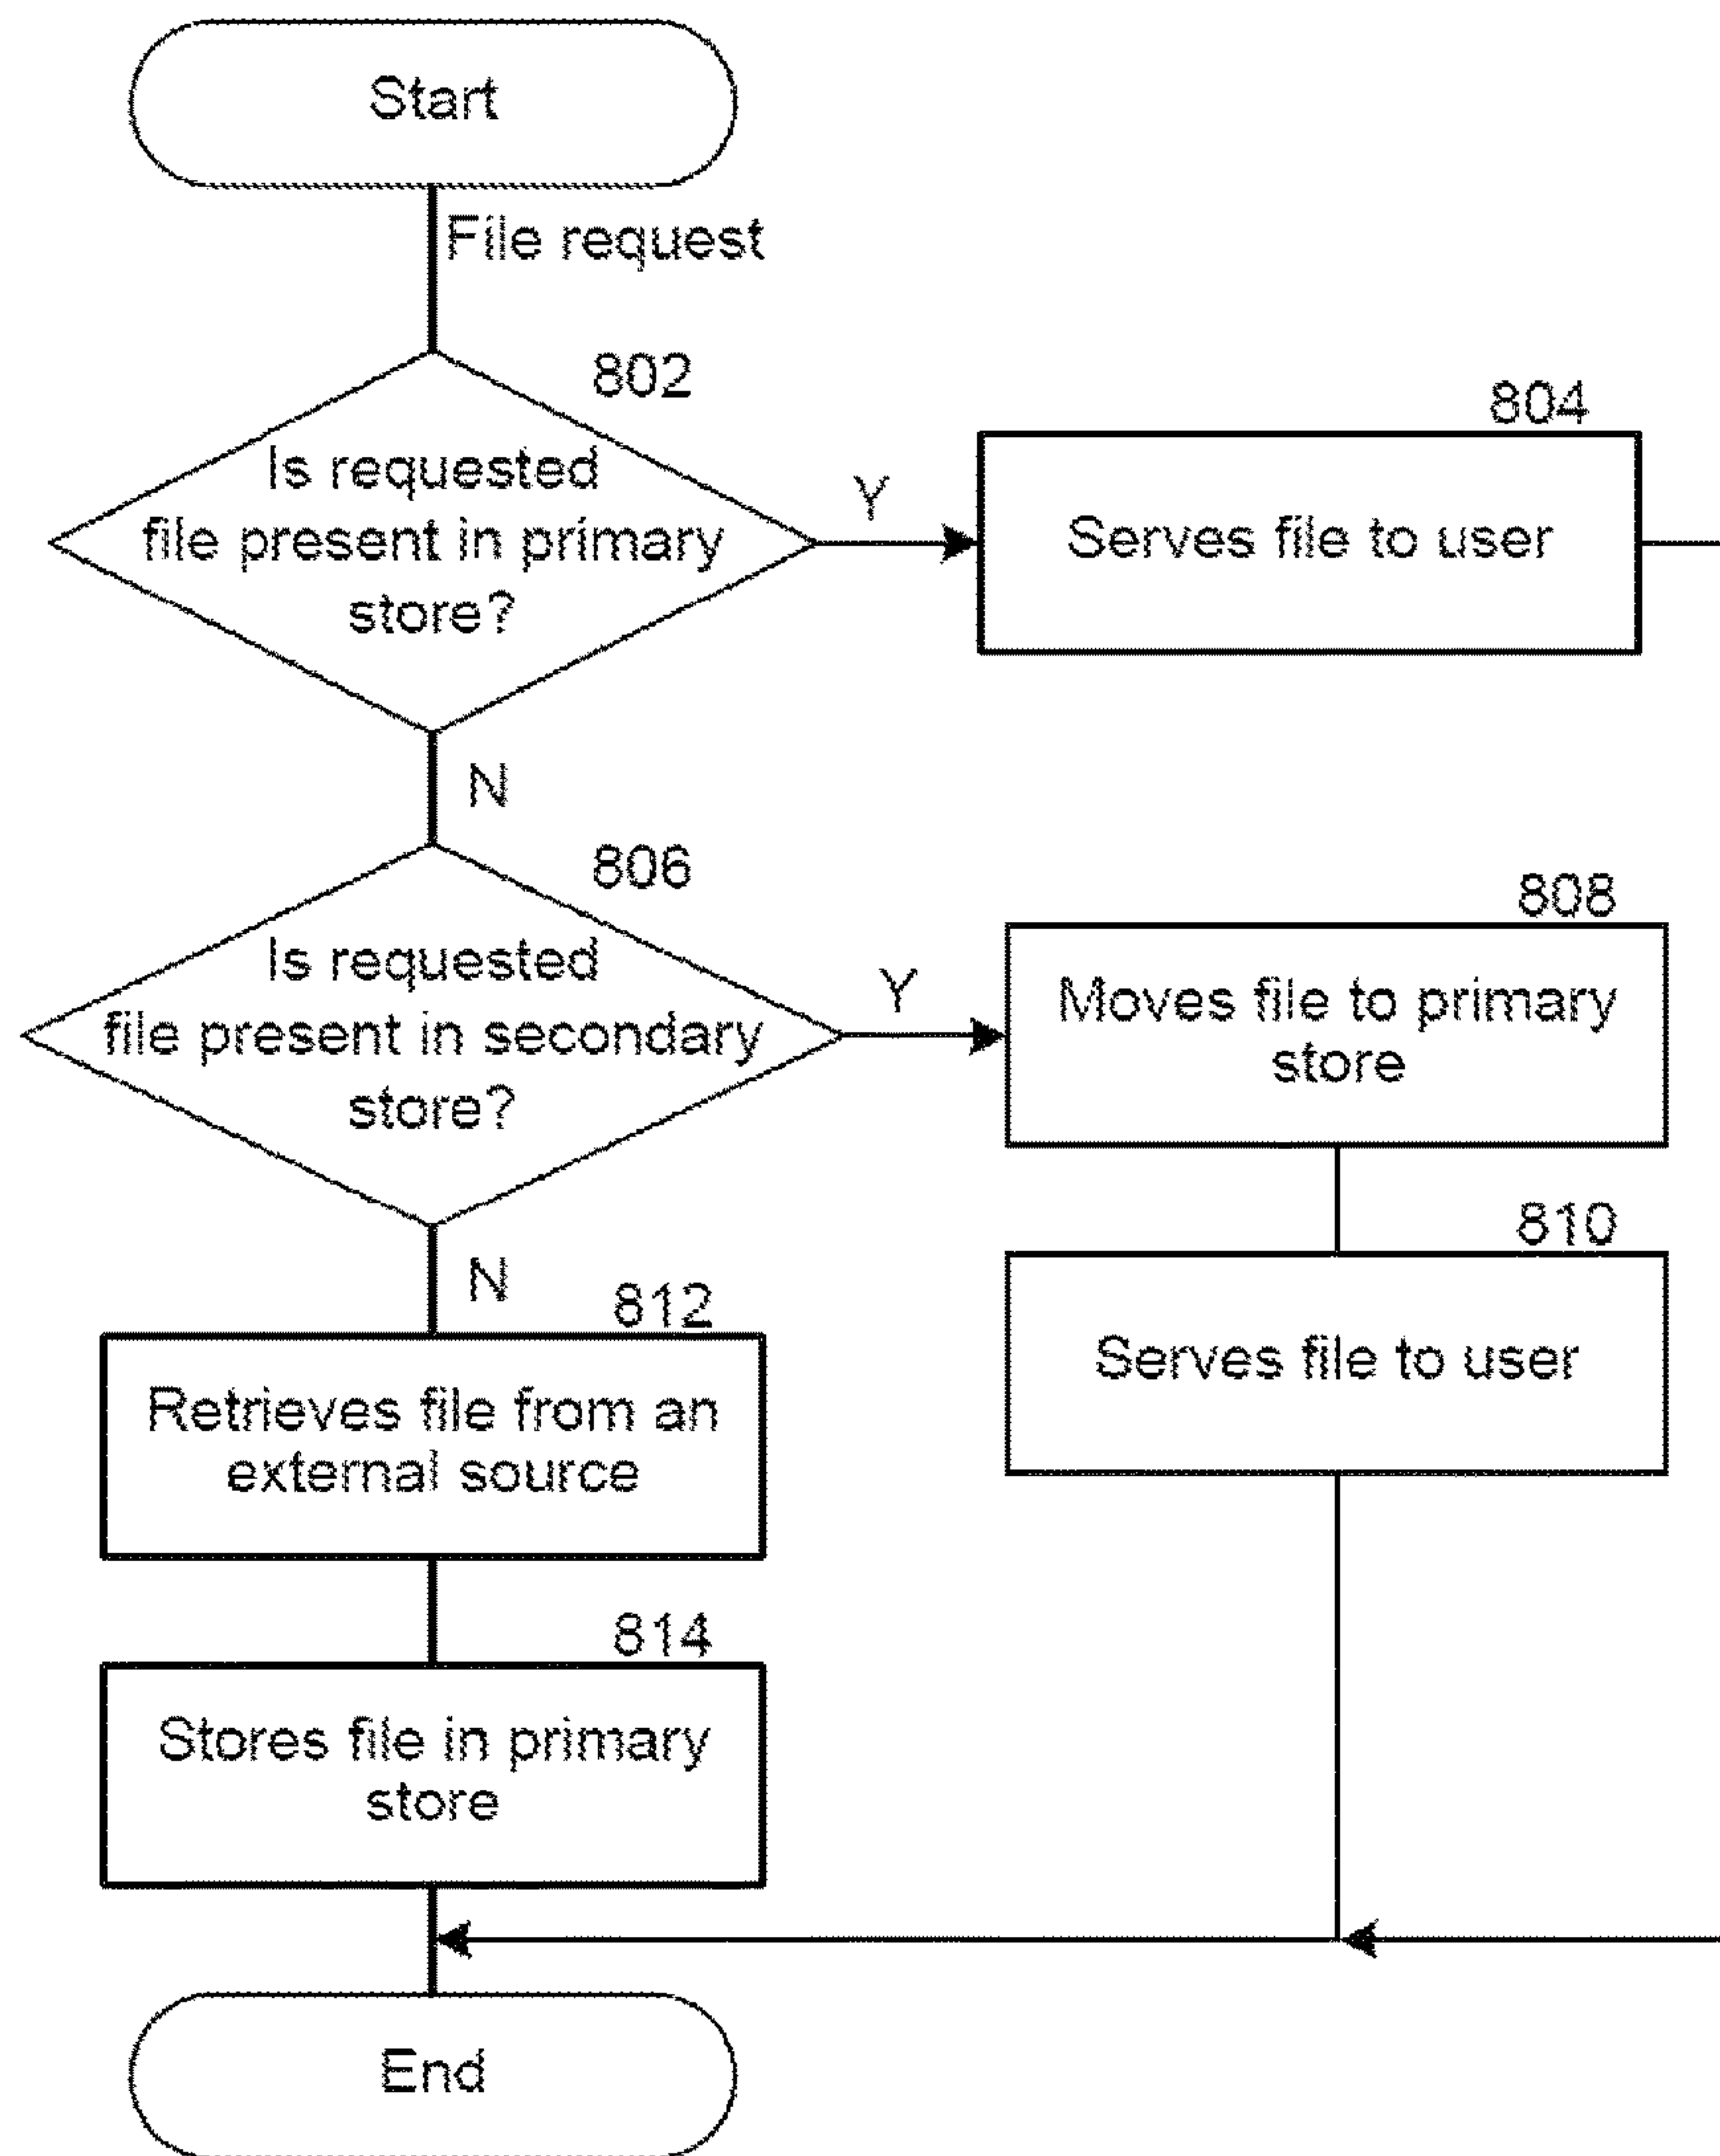 Start
File request
802
Is requested
file present in primary
store?
Y
804
Serves file to user
N
806
Is requested
file present in secondary
store?
Y
808
Moves file to primary
store
810
Serves file to user
N
812
Retrieves file from an
external source
814
Stores file in primary
store
End